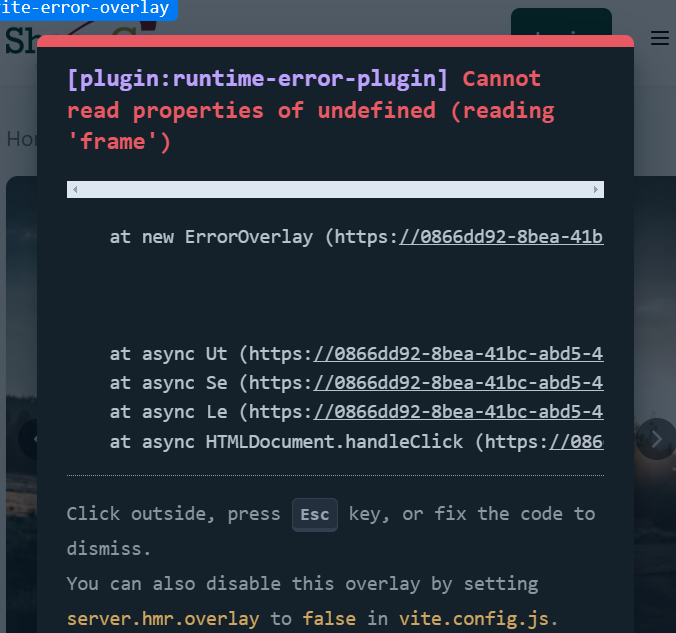 ite-error-overlay
[plugin:runtime-error-plugin] Cannot
read properties of undefined (reading
'frame')
at new ErrorOverlay (https://0866dd92-8bea-41b
at async Ut (https://0866dd92-8bea-41bc-abd5-4
at async Se (https://0866dd92-8bea-41bc-abd5-4
at async Le (https://0866dd92-8bea-41bc-abd5-4
at async HTMLDocument.handleClick (https://086
Click outside, press Esc key, or fix the code to
dismiss.
You can also disable this overlay by setting
server.hmr.overlay to false in vite.config.js.